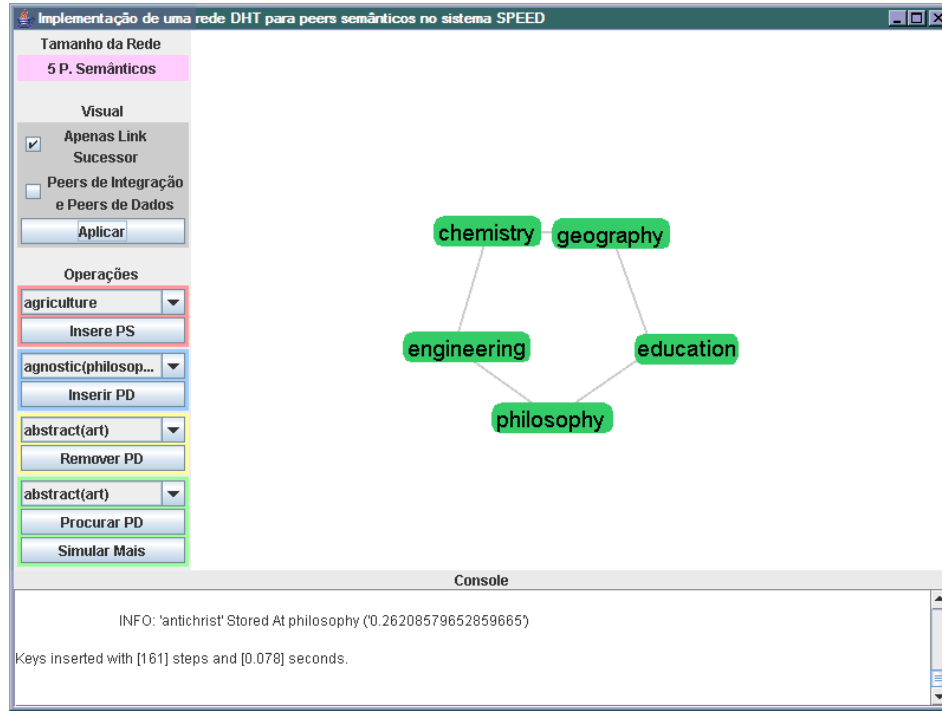 Implementação de uma rede DHT para peers semânticos no sistema SPEED
Tamanho da Rede
5 P. Semânticos
Visual
Apenas Link
Sucessor
Peers de Integração
e Peers de Dados
Aplicar
Operações
agriculture
Insere PS
agnostic(philosop...
Inserir PD
abstract(art)
Remover PD
abstract(art)
Procurar PD
Simular Mais
chemistry
geography
engineering
education
philosophy
Console
INFO: 'antichrist' Stored At philosophy ('0.26208579652859665')
Keys inserted with [161] steps and [0.078] seconds.